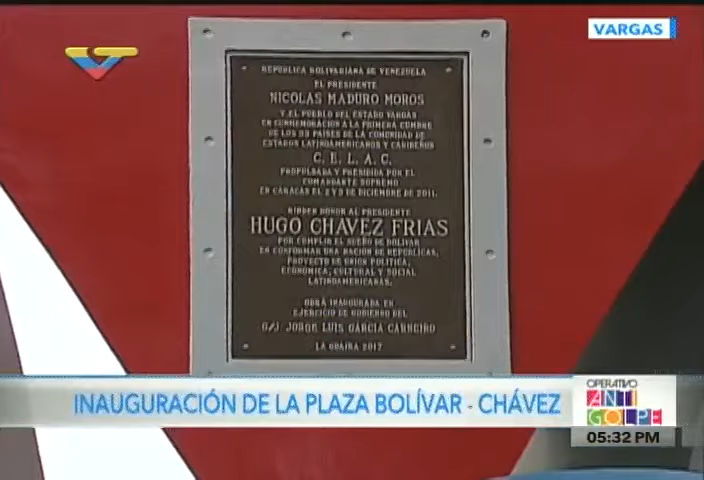 VARGAS
REPUBLICA BOLIVARIANA DE VENEZUELA
EL PRESIDENTE
NICOLAS MADURO MOROS
Y EL PUEBLO DEL ESTADO VARGAS
EN CONMEMORACION A LA PRIMERA CUMBRE
DE LOS 33 PAISES DE LA COMUNIDAD DE
ESTADOS LATINOAMERICANOS Y CARIBEÑOS
C. E. L. A. C.
PROPULSADA Y PRESIDIDA POR EL
COMANDANTE SUPREMO
EN CARACAS EL 2 Y 3 DE DICIEMBRE DE 2011.
RINDEN HONOR AL PRESIDENTE
HUGO CHAVEZ FRIAS
POR CUMPLIR EL SUEÑO DE BOLIVAR
EN CONFORMAR UNA NACION DE REPUBLICAS,
PROYECTO DE UNION POLITICA,
ECONOMICA, CULTURAL Y SOCIAL
LATINOAMERICANAS.
OBRA INAUGURADA EN
EJERCICIO DE GOBIERNO DEL
G/J JORGE LUIS GARCIA CARNEIRO
LA GUAIRA 2017
INAUGURACIÓN DE LA PLAZA BOLÍVAR - CHÁVEZ
OPERATIVO
ANTI
GOLPE
05:32 PM